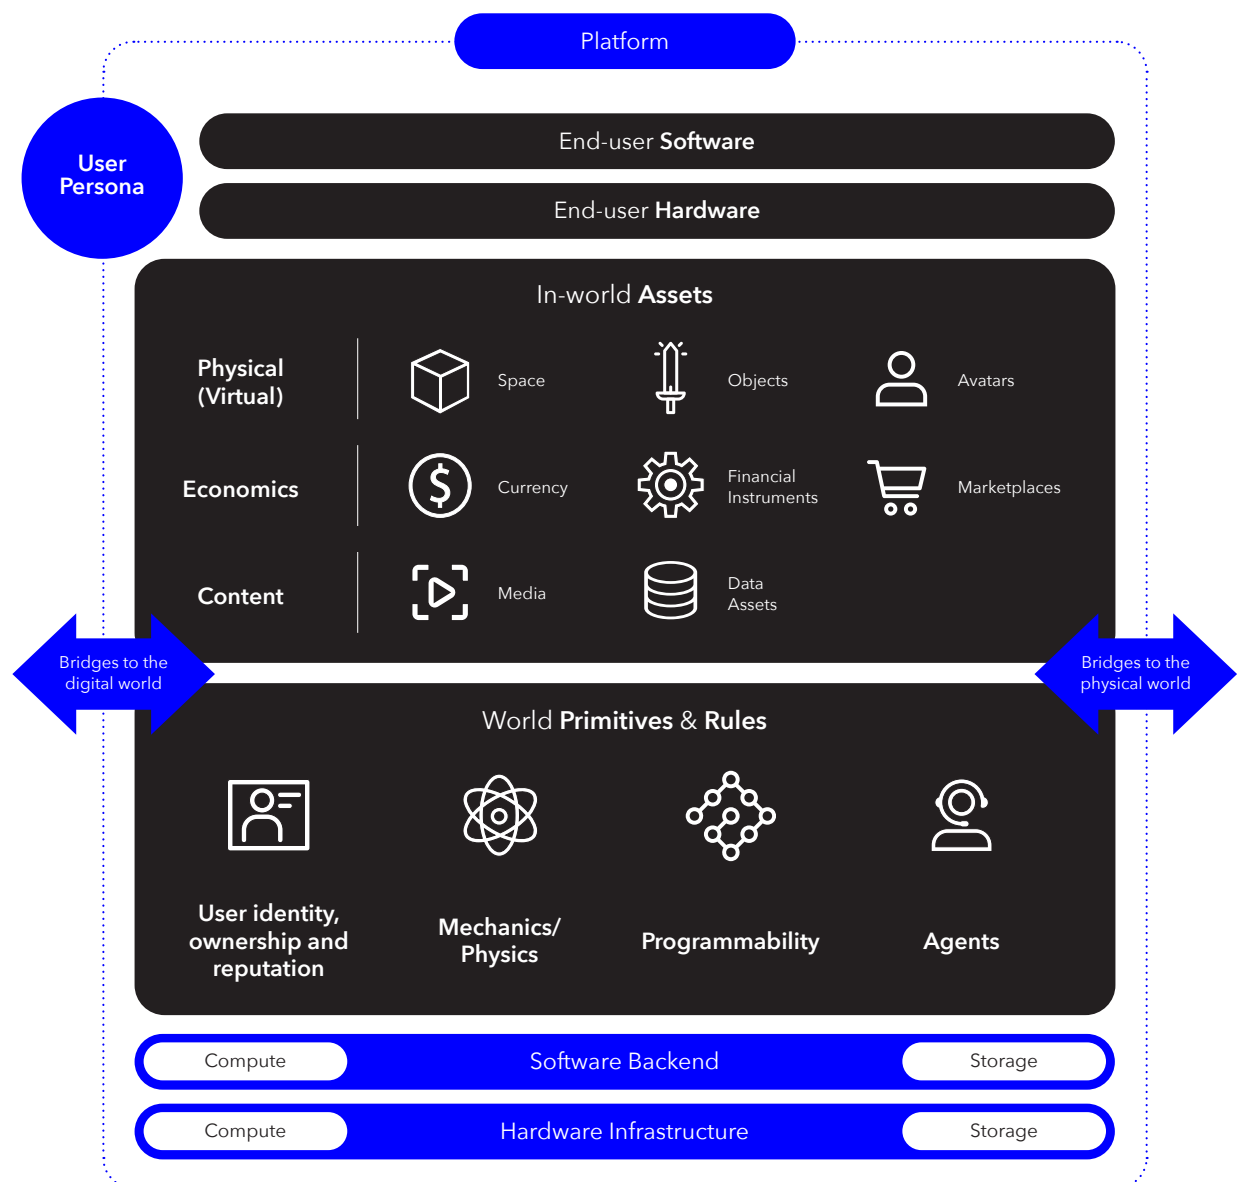 Platform
User
Persona
End-user Software
End-user Hardware
In-world Assets
Physical
(Virtual)
Space
Objects
Avatars
Economics
Currency
Financial
Instruments
Marketplaces
Content
Media
Data
Assets
Bridges to the
digital world
Bridges to the
physical world
World Primitives & Rules
User identity,
ownership and
reputation
Mechanics/
Physics
Programmability
Agents
Compute
Software Backend
Storage
Compute
Hardware Infrastructure
Storage